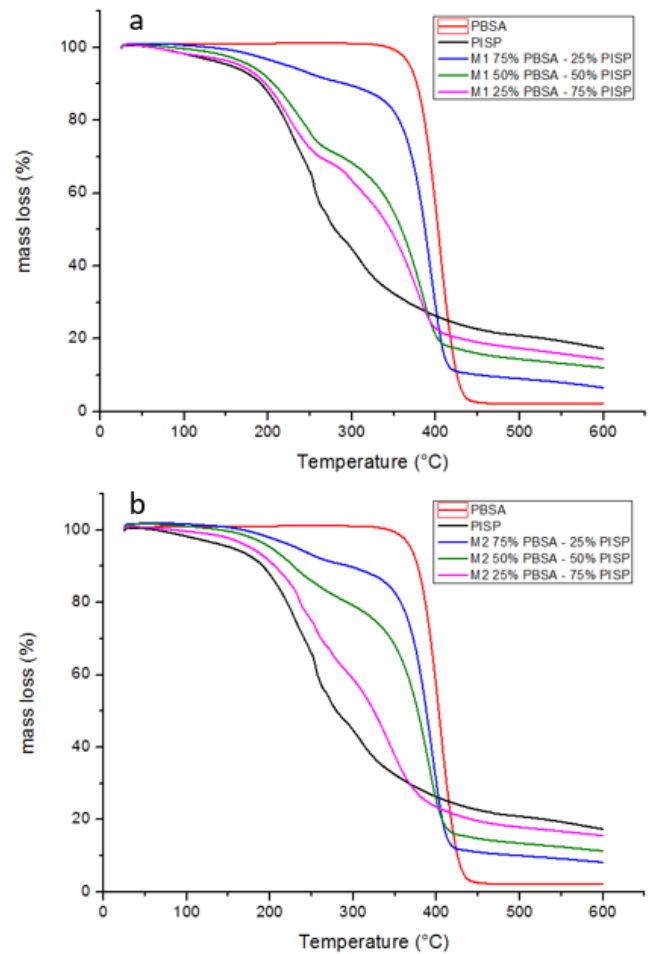 a
PBSA
PISP
M1 75% PBSA - 25% PISP
M1 50% PBSA - 50% PISP
M1 25% PBSA - 75% PISP
100
80
60
40
20
0
mass loss (%)
0 100 200 300 400 500 600
Temperature (°C)
b
PBSA
PISP
M2 75% PBSA - 25% PISP
M2 50% PBSA - 50% PISP
M2 25% PBSA - 75% PISP
100
80
60
40
20
0
mass loss (%)
0 100 200 300 400 500 600
Temperature (°C)